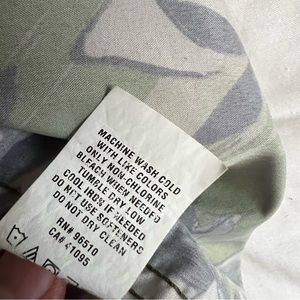 MACHINE WASH COLD
WITH LIKE COLORS
ONLY NON-CHLORINE
BLEACH WHEN NEEDED
TUMBLE DRY LOW
COOL IRON IF NEEDED
DO NOT USE SOFTENERS
DO NOT DRY CLEAN
RN# 96510
CA# 41095